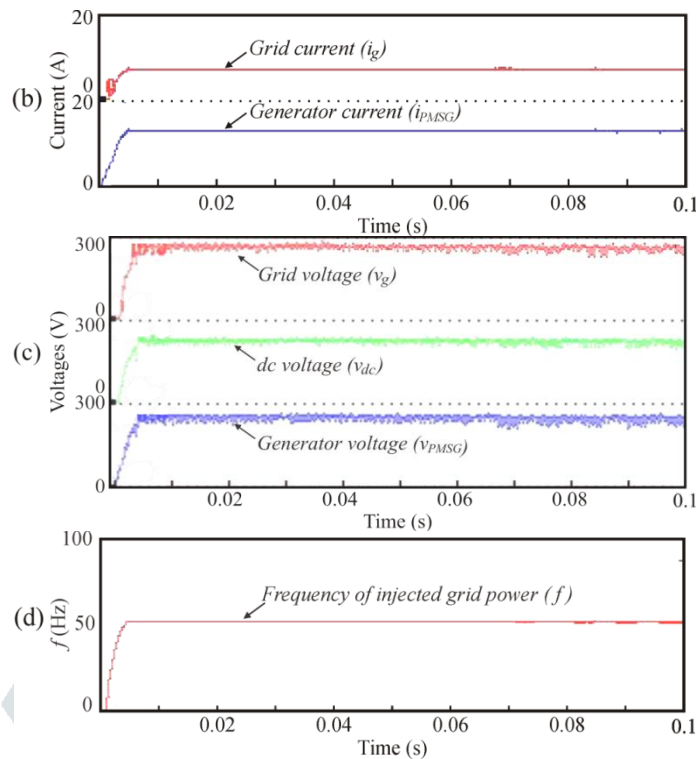 20
Grid current (ig)
(b)
Current (A)
0
20
Generator current (iPMSG)
0
0.02 0.04 0.06 0.08 0.1
Time (s)
300
Grid voltage (vg)
0
300
(c)
Voltages (V)
dc voltage (vdc)
0
300
Generator voltage (vPMSG)
0
0.02 0.04 0.06 0.08 0.1
Time (s)
100
(d)
f (Hz)
Frequency of injected grid power (f)
50
0
0.02 0.04 0.06 0.08 0.1
Time (s)